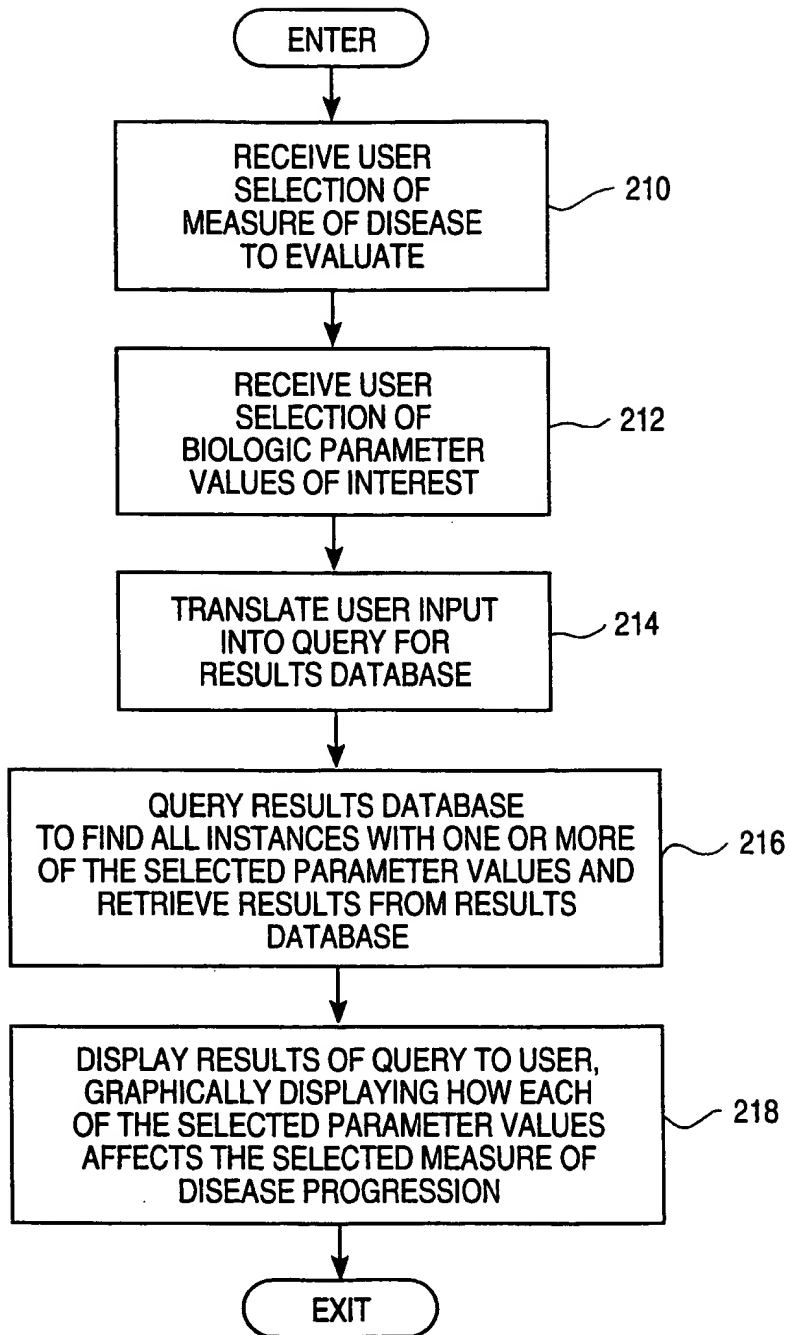 ENTER
RECEIVE USER
SELECTION OF
MEASURE OF DISEASE
TO EVALUATE
210
RECEIVE USER
SELECTION OF
BIOLOGIC PARAMETER
VALUES OF INTEREST
212
TRANSLATE USER INPUT
INTO QUERY FOR
RESULTS DATABASE
214
QUERY RESULTS DATABASE
TO FIND ALL INSTANCES WITH ONE OR MORE
OF THE SELECTED PARAMETER VALUES AND
RETRIEVE RESULTS FROM RESULTS
DATABASE
216
DISPLAY RESULTS OF QUERY TO USER,
GRAPHICALLY DISPLAYING HOW EACH
OF THE SELECTED PARAMETER VALUES
AFFECTS THE SELECTED MEASURE OF
DISEASE PROGRESSION
218
EXIT